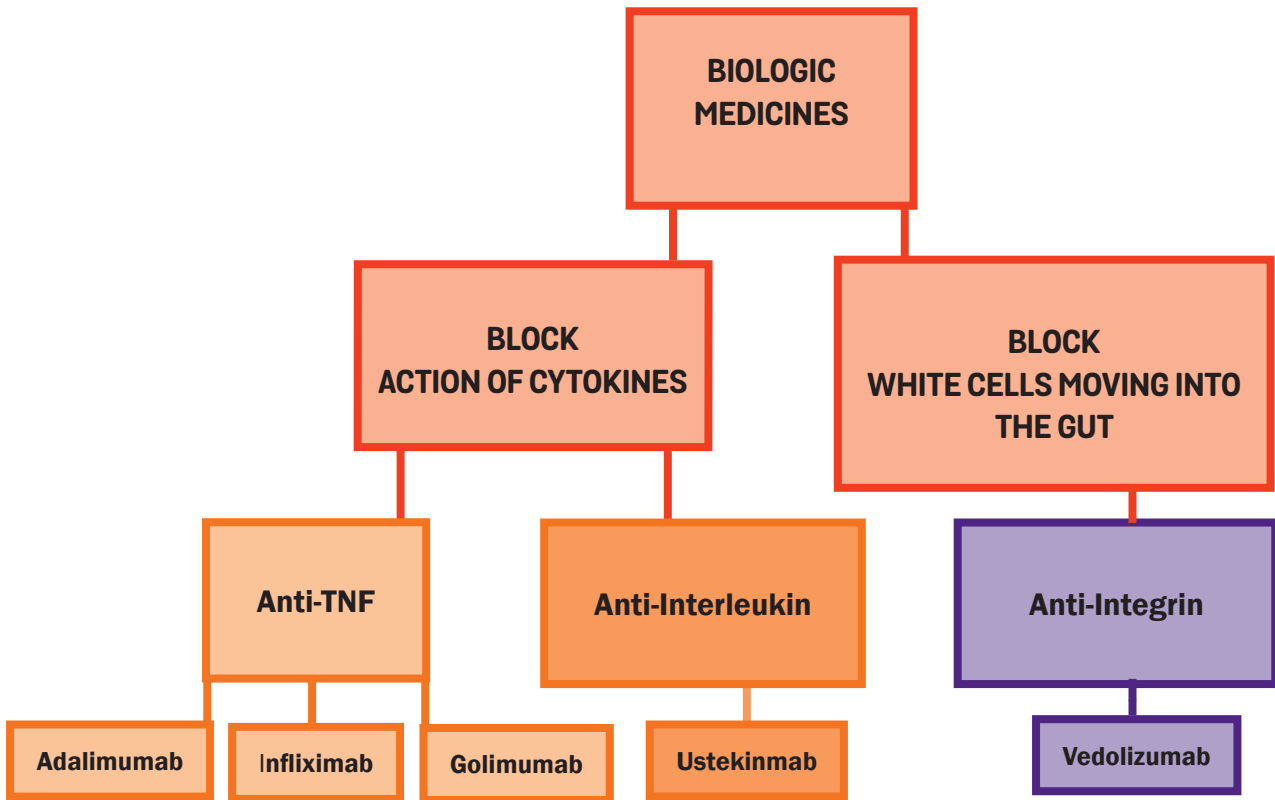 BIOLOGIC
MEDICINES
BLOCK
ACTION OF CYTOKINES
BLOCK
WHITE CELLS MOVING INTO
THE GUT
Anti-TNF
Anti-Interleukin
Anti-Integrin
Adalimumab
Infliximab
Golimumab
Ustekinmab
Vedolizumab